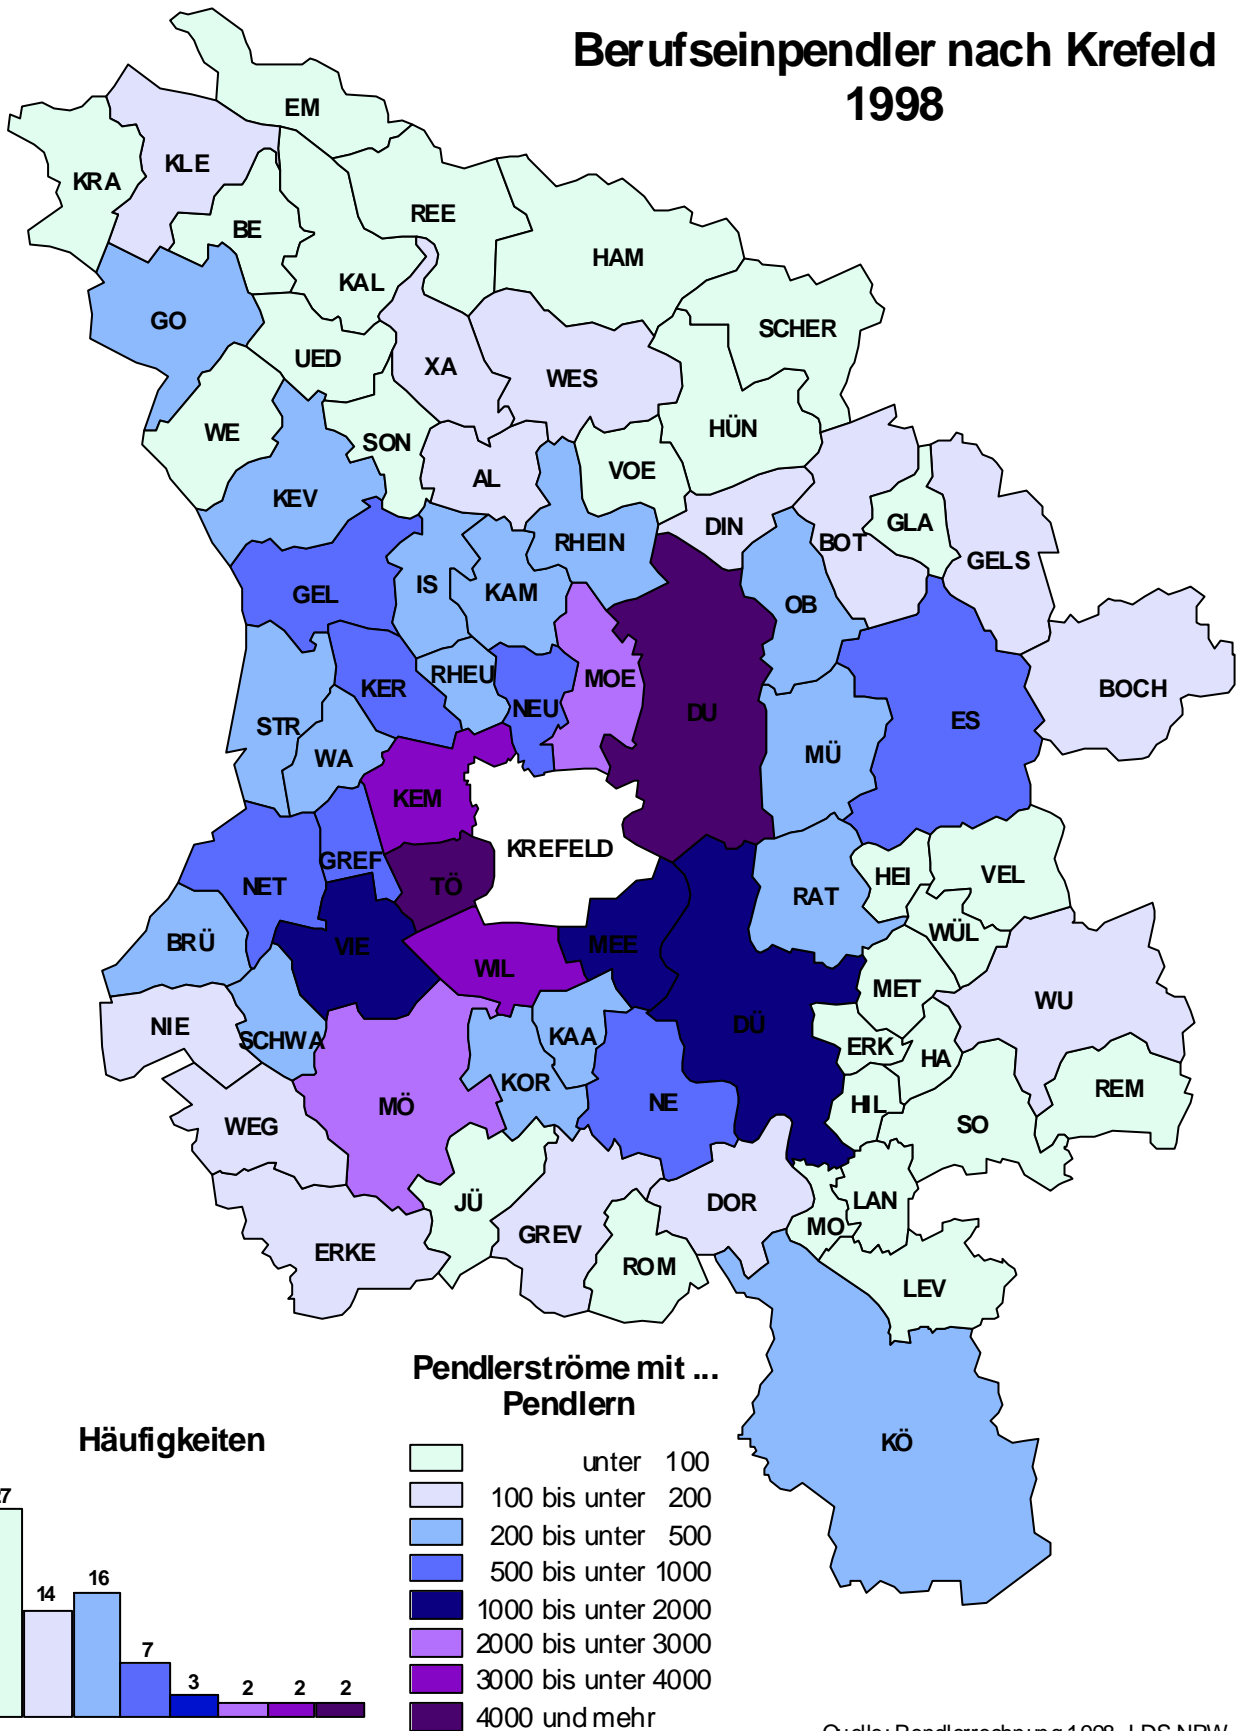 Berufseinpendler nach Krefeld
1998
EM
KLE
KRA
REE
BE
HAM
KAL
GO
SCHER
UED
XA
WES
WE
HÜN
SON
VOE
AL
KEV
DIN
GLA
RHEIN
BOT
GELS
IS
KAM
GEL
OB
RHEU
MOE
KER
BOCH
NEU
DU
ES
STR
WA
MÜ
KEM
KREFELD
GREF
HEI
VEL
NET
TÖ
RAT
WÜL
BRÜ
VIE
MEE
WIL
MET
WU
NIE
DÜ
KAA
SCHWA
ERK
HA
KOR
REM
MÖ
NE
HIL
WEG
SO
JÜ
DOR
LAN
MO
GREV
ERKE
ROM
LEV
KÖ
Pendlerströme mit ...
Pendlern
unter 100
100 bis unter 200
200 bis unter 500
500 bis unter 1000
1000 bis unter 2000
2000 bis unter 3000
3000 bis unter 4000
4000 und mehr
Häufigkeiten
27
14
16
7
3
2
2
2
Quelle: Pendlerrechnung 1998, LDS NRW